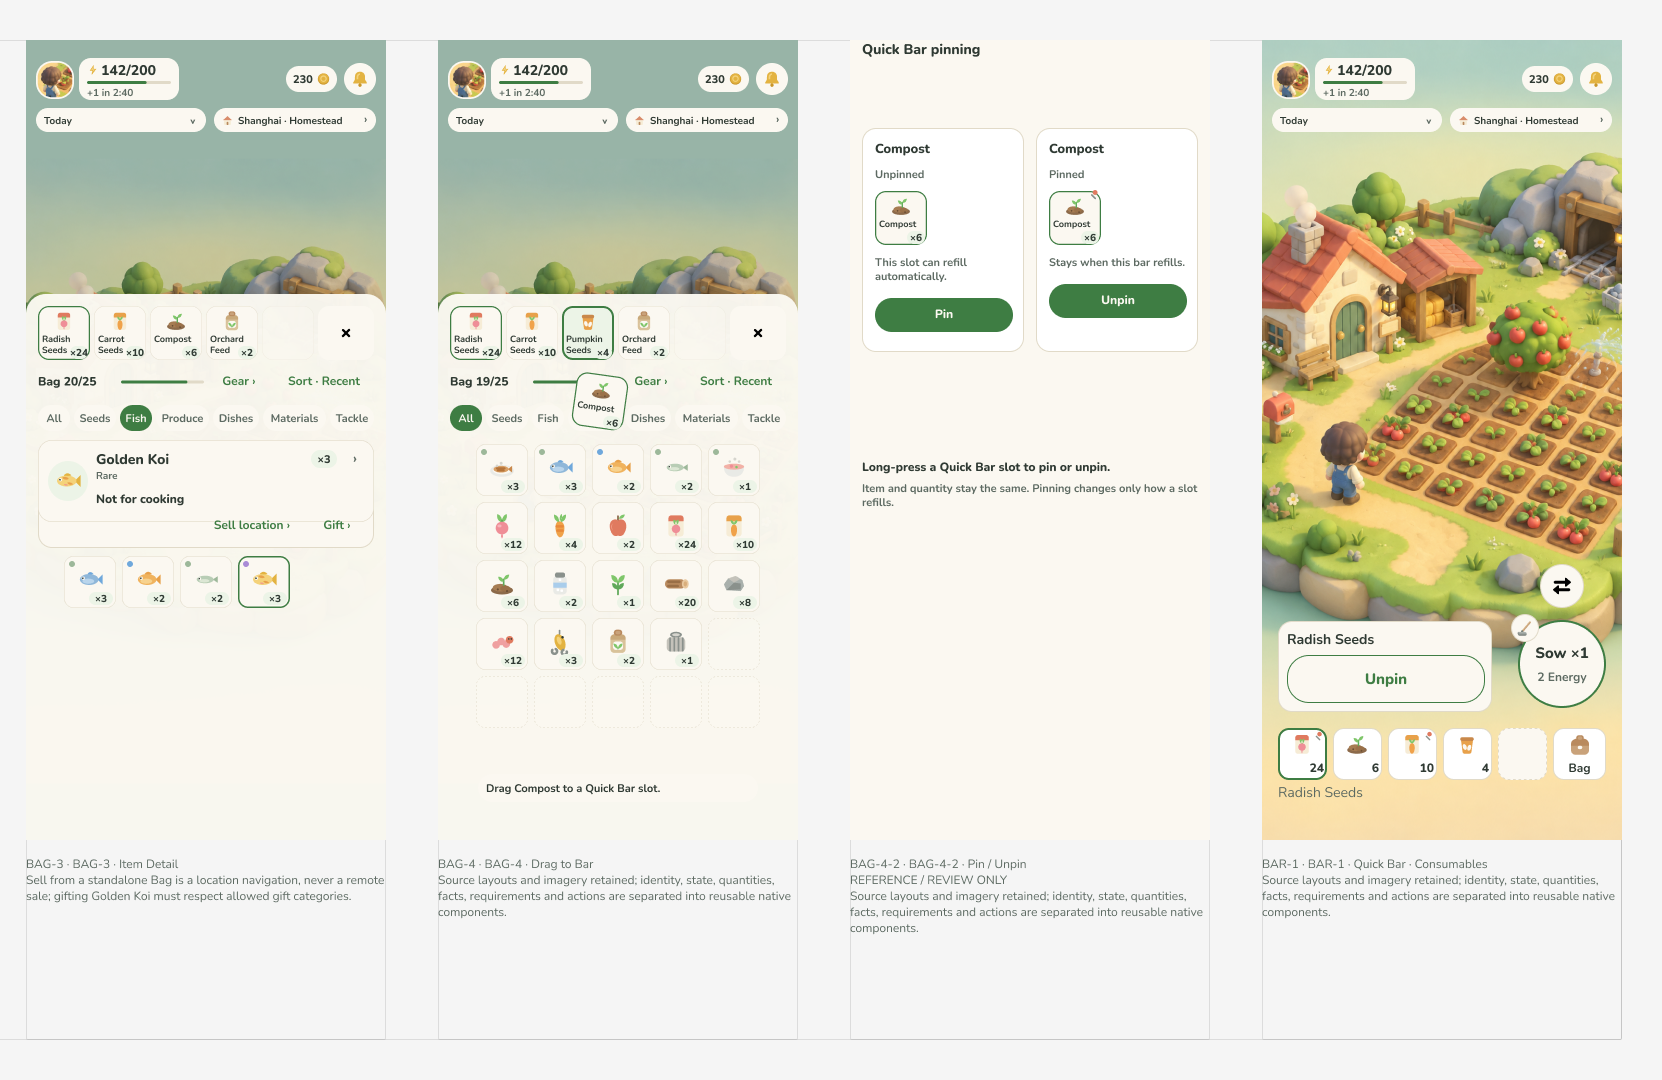 142/200
+1 in 2:40
230
Today
Shanghai · Homestead
Radish Seeds ×24
Carrot Seeds ×10
Compost ×6
Orchard Feed ×2
Bag 20/25
Gear ›
Sort · Recent
All
Seeds
Fish
Produce
Dishes
Materials
Tackle
Golden Koi
×3
Rare
Not for cooking
Sell location ›
Gift ›
×3
×2
×2
×3
BAG-3 · BAG-3 · Item Detail
Sell from a standalone Bag is a location navigation, never a remote
sale; gifting Golden Koi must respect allowed gift categories.
142/200
+1 in 2:40
230
Today
Shanghai · Homestead
Radish Seeds ×24
Carrot Seeds ×10
Pumpkin Seeds ×4
Orchard Feed ×2
Bag 19/25
Gear ›
Sort · Recent
Compost
×6
All
Seeds
Fish
Dishes
Materials
Tackle
×3
×3
×2
×2
×1
×12
×4
×2
×24
×10
×6
×2
×1
×20
×8
×12
×3
×2
×1
Drag Compost to a Quick Bar slot.
BAG-4 · BAG-4 · Drag to Bar
Source layouts and imagery retained; identity, state, quantities,
facts, requirements and actions are separated into reusable native
components.
Quick Bar pinning
Compost
Unpinned
Compost
×6
This slot can refill
automatically.
Pin
Compost
Pinned
Compost
×6
Stays when this bar refills.
Unpin
Long-press a Quick Bar slot to pin or unpin.
Item and quantity stay the same. Pinning changes only how a slot
refills.
BAG-4-2 · BAG-4-2 · Pin / Unpin
REFERENCE / REVIEW ONLY
Source layouts and imagery retained; identity, state, quantities,
facts, requirements and actions are separated into reusable native
components.
142/200
+1 in 2:40
230
Today
Shanghai · Homestead
Radish Seeds
Unpin
Sow ×1
2 Energy
24
6
10
4
Bag
Radish Seeds
BAR-1 · BAR-1 · Quick Bar · Consumables
Source layouts and imagery retained; identity, state, quantities,
facts, requirements and actions are separated into reusable native
components.